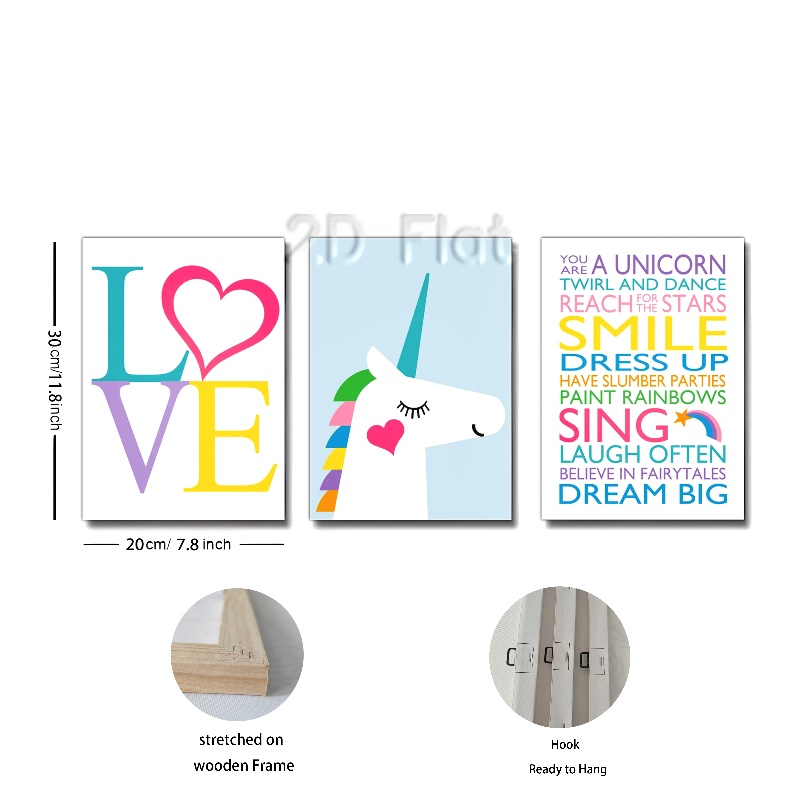 2D Flat
30cm/11.8inch
LOVE
YOU ARE A UNICORN
TWIRL AND DANCE
REACH FOR THE STARS
SMILE
DRESS UP
HAVE SLUMBER PARTIES
PAINT RAINBOWS
SING
LAUGH OFTEN
BELIEVE IN FAIRYTALES
DREAM BIG
20cm/ 7.8 inch
stretched on
wooden Frame
Hook
Ready to Hang